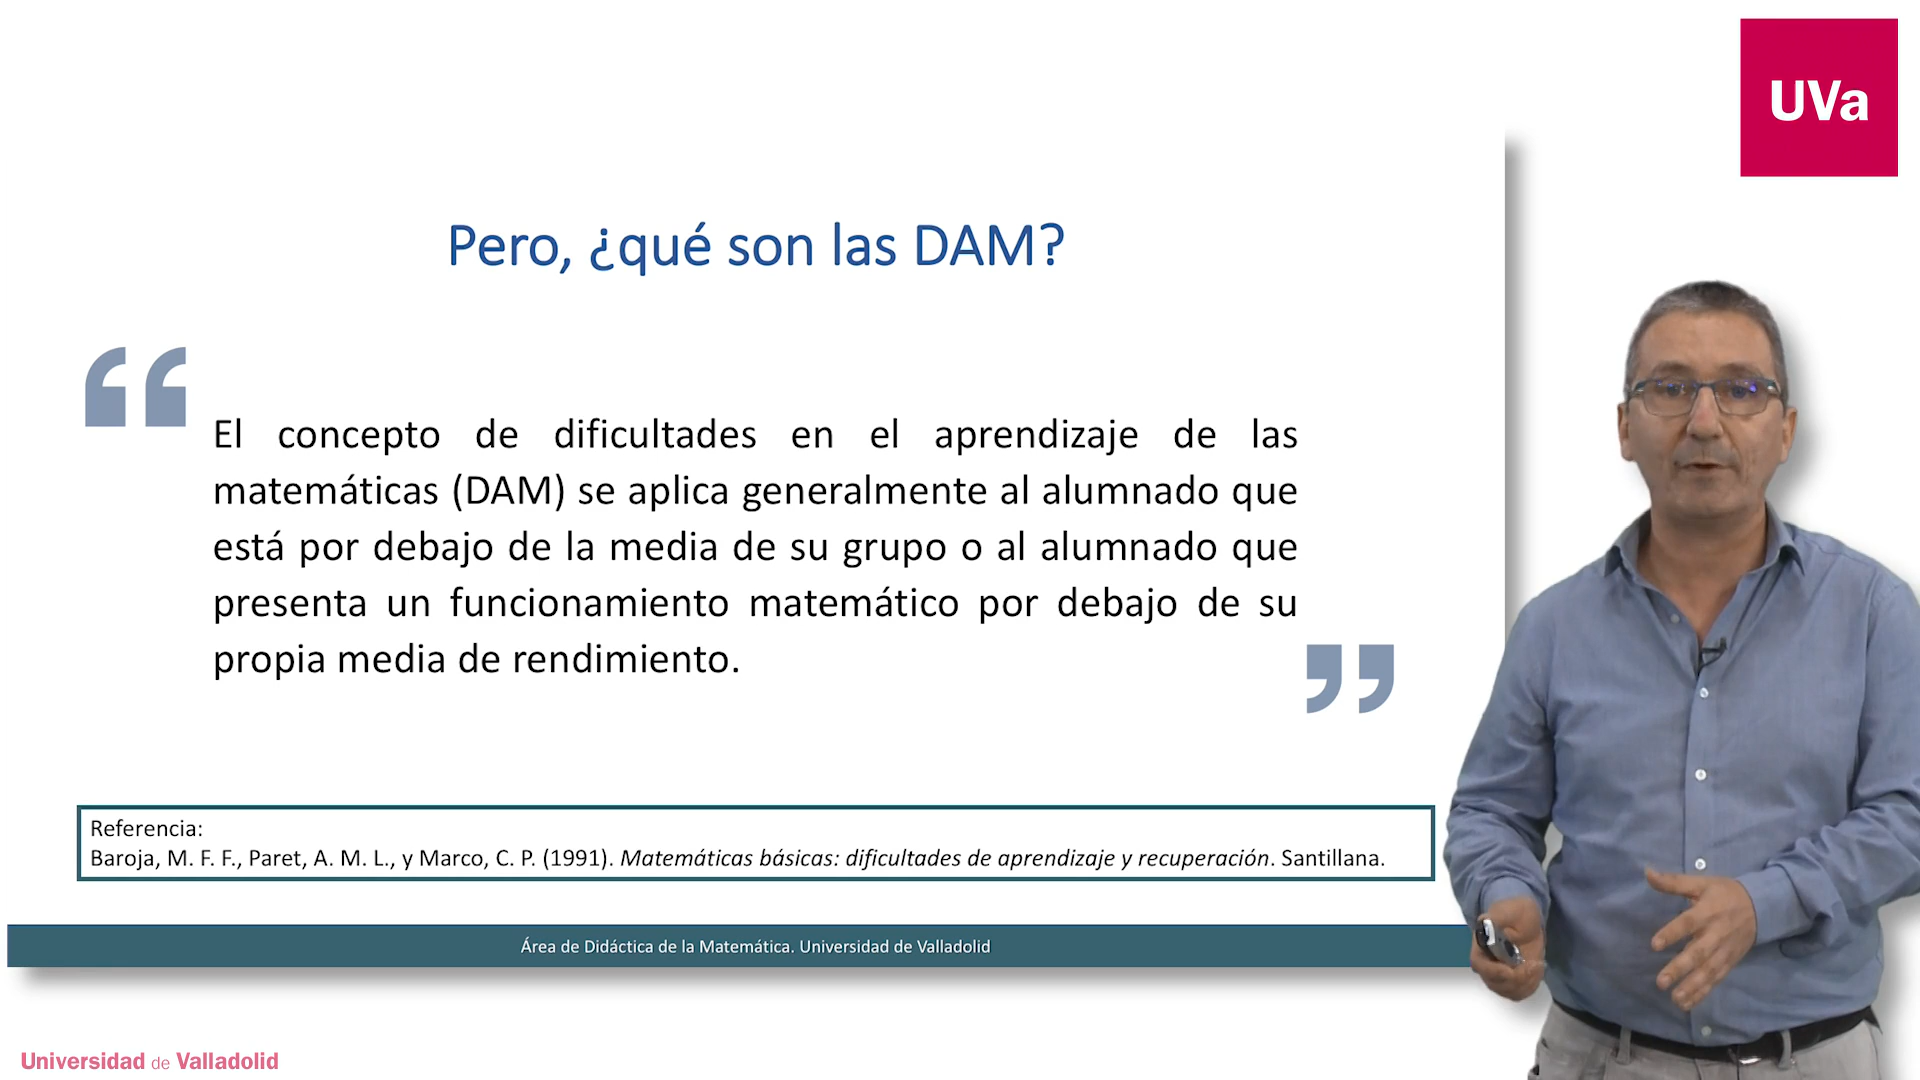 UVa
Pero, ¿qué son las DAM?
El concepto de dificultades en el aprendizaje de las
matemáticas (DAM) se aplica generalmente al alumnado que
está por debajo de la media de su grupo o al alumnado que
presenta un funcionamiento matemático por debajo de su
propia media de rendimiento.
Referencia:
Baroja, M. F. F., Paret, A. M. L., y Marco, C. P. (1991). Matemáticas básicas: dificultades de aprendizaje y recuperación. Santillana.
Área de Didáctica de la Matemática. Universidad de Valladolid
Universidad de Valladolid